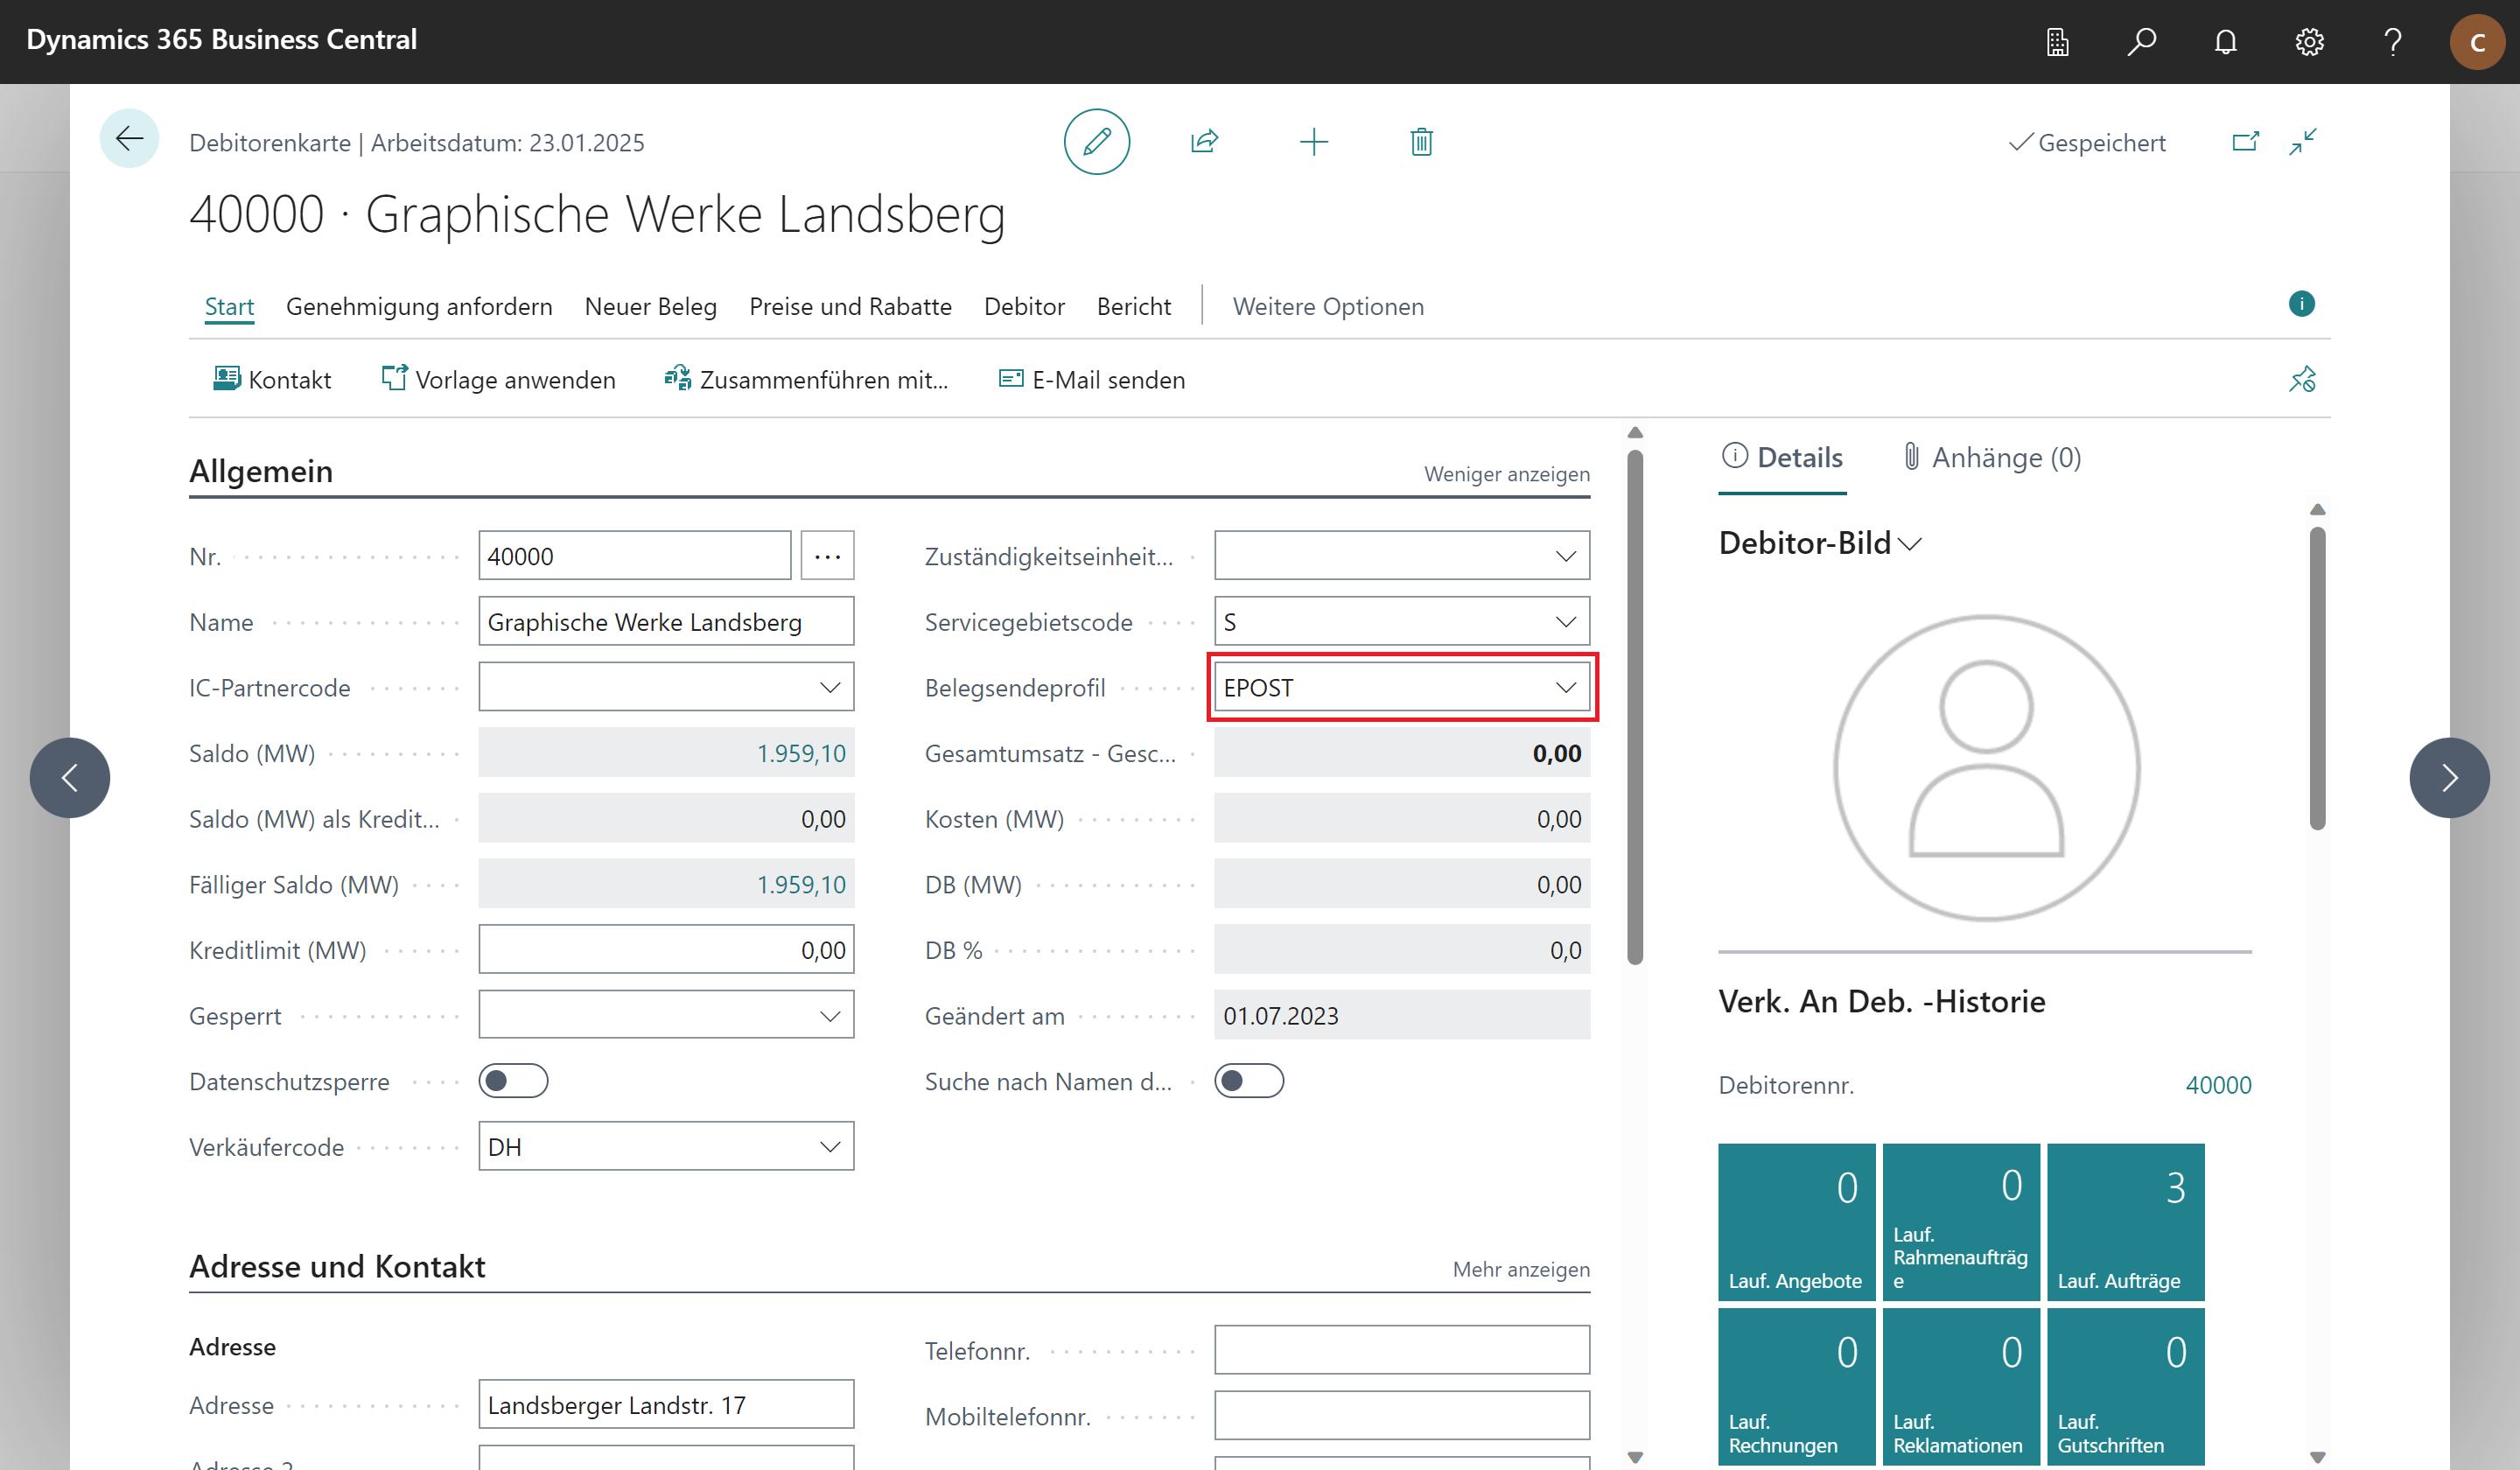 Dynamics 365 Business Central
C
Debitorenkarte | Arbeitsdatum: 23.01.2025
Gespeichert
40000 · Graphische Werke Landsberg
Start Genehmigung anfordern Neuer Beleg Preise und Rabatte Debitor Bericht Weitere Optionen
Kontakt Vorlage anwenden Zusammenführen mit... E-Mail senden
Allgemein
Weniger anzeigen
Nr. 40000 ...
Name Graphische Werke Landsberg
IC-Partnercode
Saldo (MW) 1.959,10
Saldo (MW) als Kredit... 0,00
Fälliger Saldo (MW) 1.959,10
Kreditlimit (MW) 0,00
Gesperrt
Datenschutzsperre
Verkäufercode DH
Zuständigkeitseinheit...
Servicegebietscode S
Belegsendeprofil EPOST
Gesamtumsatz - Gesc... 0,00
Kosten (MW) 0,00
DB (MW) 0,00
DB % 0,0
Geändert am 01.07.2023
Suche nach Namen d...
Adresse und Kontakt
Mehr anzeigen
Adresse
Adresse Landsberger Landstr. 17
Adresse 2
Telefonnr.
Mobiltelefonnr.
Details Anhänge (0)
Debitor-Bild
Verk. An Deb. -Historie
Debitorennr. 40000
0
Lauf. Angebote
0
Lauf.
Rahmenaufträg
e
3
Lauf. Aufträge
0
Lauf.
Rechnungen
0
Lauf.
Reklamationen
0
Lauf.
Gutschriften